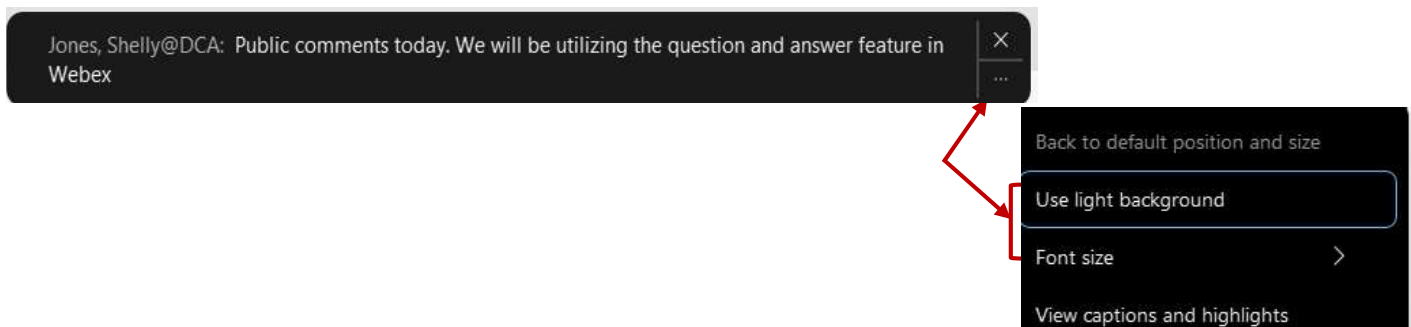 Jones, Shelly@DCA: Public comments today. We will be utilizing the question and answer feature in
Webex
...
Back to default position and size
Use light background
Font size
View captions and highlights